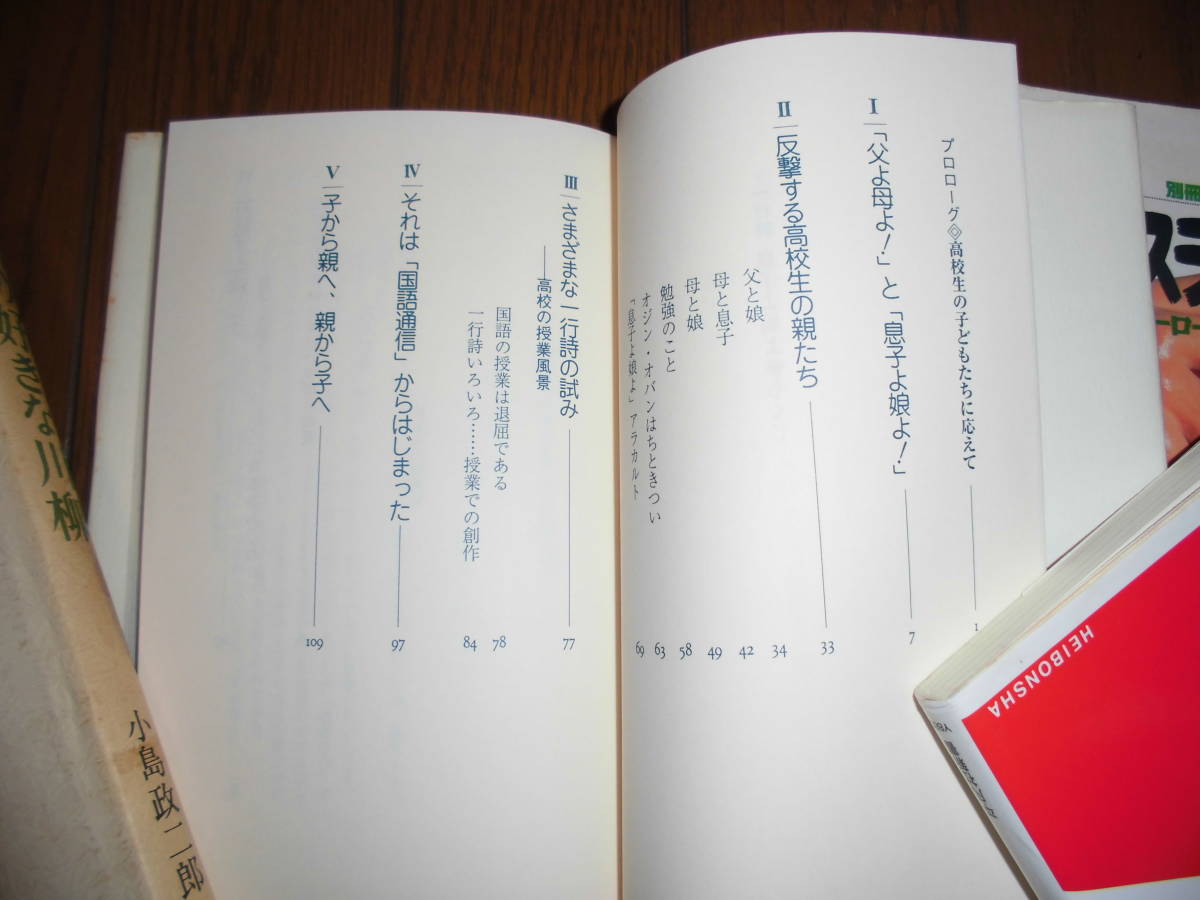 プロローグ◎高校生の子どもたちに応えて 1
I 「父よ母よ!」と「息子よ娘よ!」 7
II 反撃する高校生の親たち 33
父と娘 34
母と息子 42
母と娘 49
勉強のこと 58
オジン・オバンはちときつい 63
「息子よ娘よ」アラカルト 69
III さまざまな一行詩の試み 77
──高校の授業風景
国語の授業は退屈である 78
一行詩いろいろ……授業での創作 84
IV それは「国語通信」からはじまった 97
V 子から親へ、親から子へ 109
好きな川柳
小島政二郎
別冊
HEIBONSHA